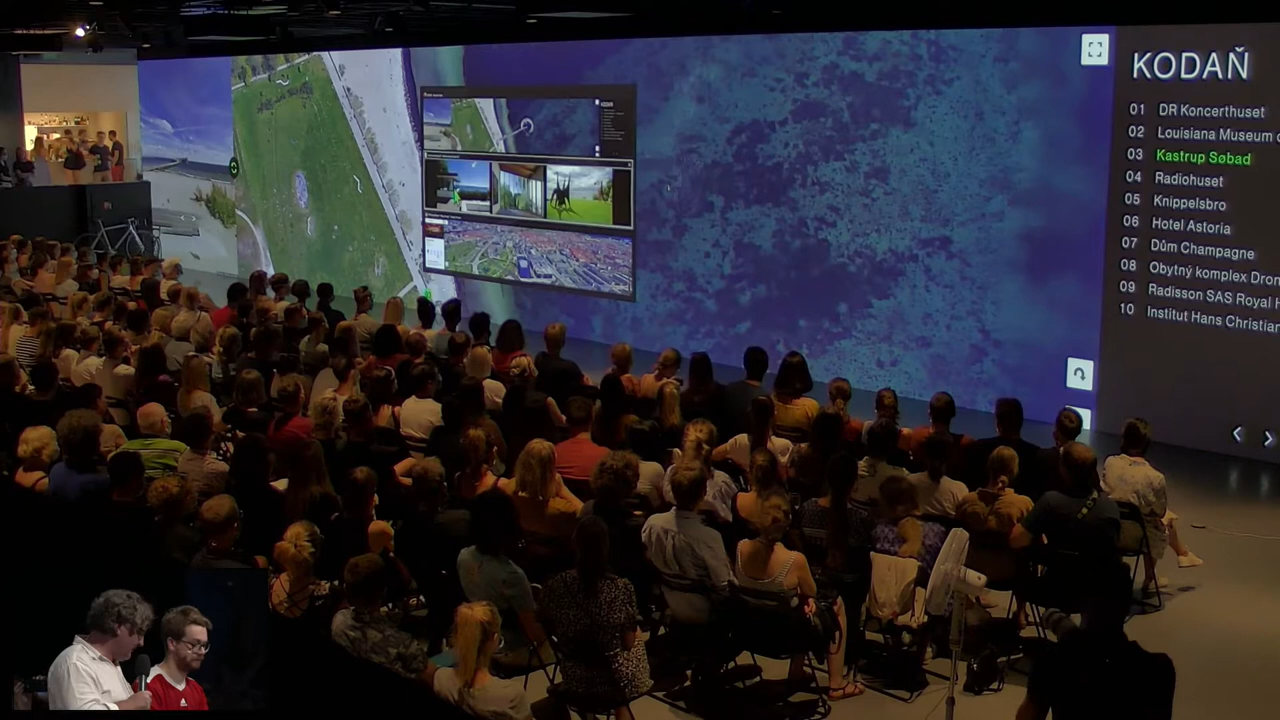 KODAŇ
01 DR Koncerthuset
02 Louisiana Museum
03 Kastrup Søbad
04 Radiohuset
05 Knippelsbro
06 Hotel Astoria
07 Dům Champagne
08 Obytný komplex
09 Radisson SAS Royal
10 Institut Hans Christian